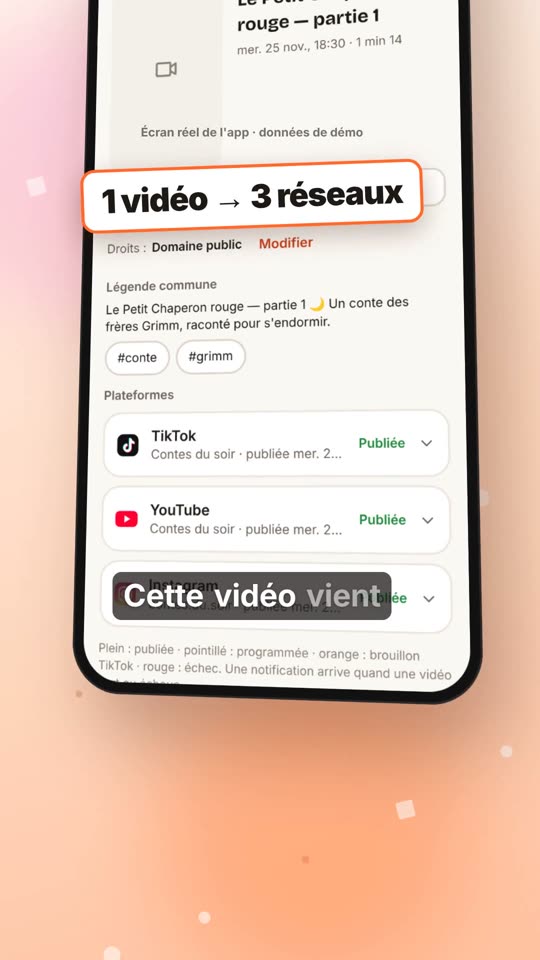 rouge — partie 1
mer. 25 nov., 18:30 · 1 min 14
Écran réel de l'app · données de démo
1 vidéo → 3 réseaux
Droits : Domaine public Modifier
Légende commune
Le Petit Chaperon rouge — partie 1 🌙 Un conte des
frères Grimm, raconté pour s'endormir.
#conte #grimm
Plateformes
TikTok
Contes du soir · publiée mer. 2... Publiée
YouTube
Contes du soir · publiée mer. 2... Publiée
Instagram
Cette vidéo vient
Plein : publiée · pointillé : programmée · orange : brouillon
TikTok · rouge : échec. Une notification arrive quand une vidéo